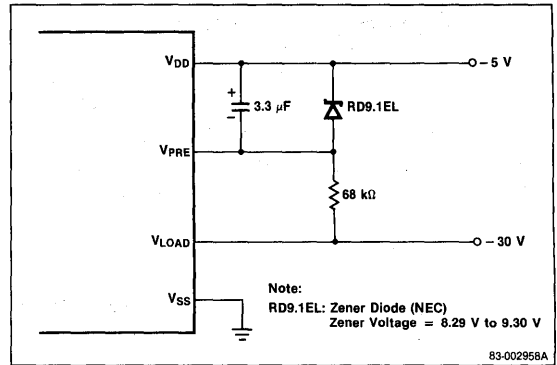 VDD
– 5 V
+
3.3 μF
–
RD9.1EL
VPRE
68 kΩ
VLOAD
– 30 V
VSS
Note:
RD9.1EL: Zener Diode (NEC)
Zener Voltage = 8.29 V to 9.30 V
83-002958A